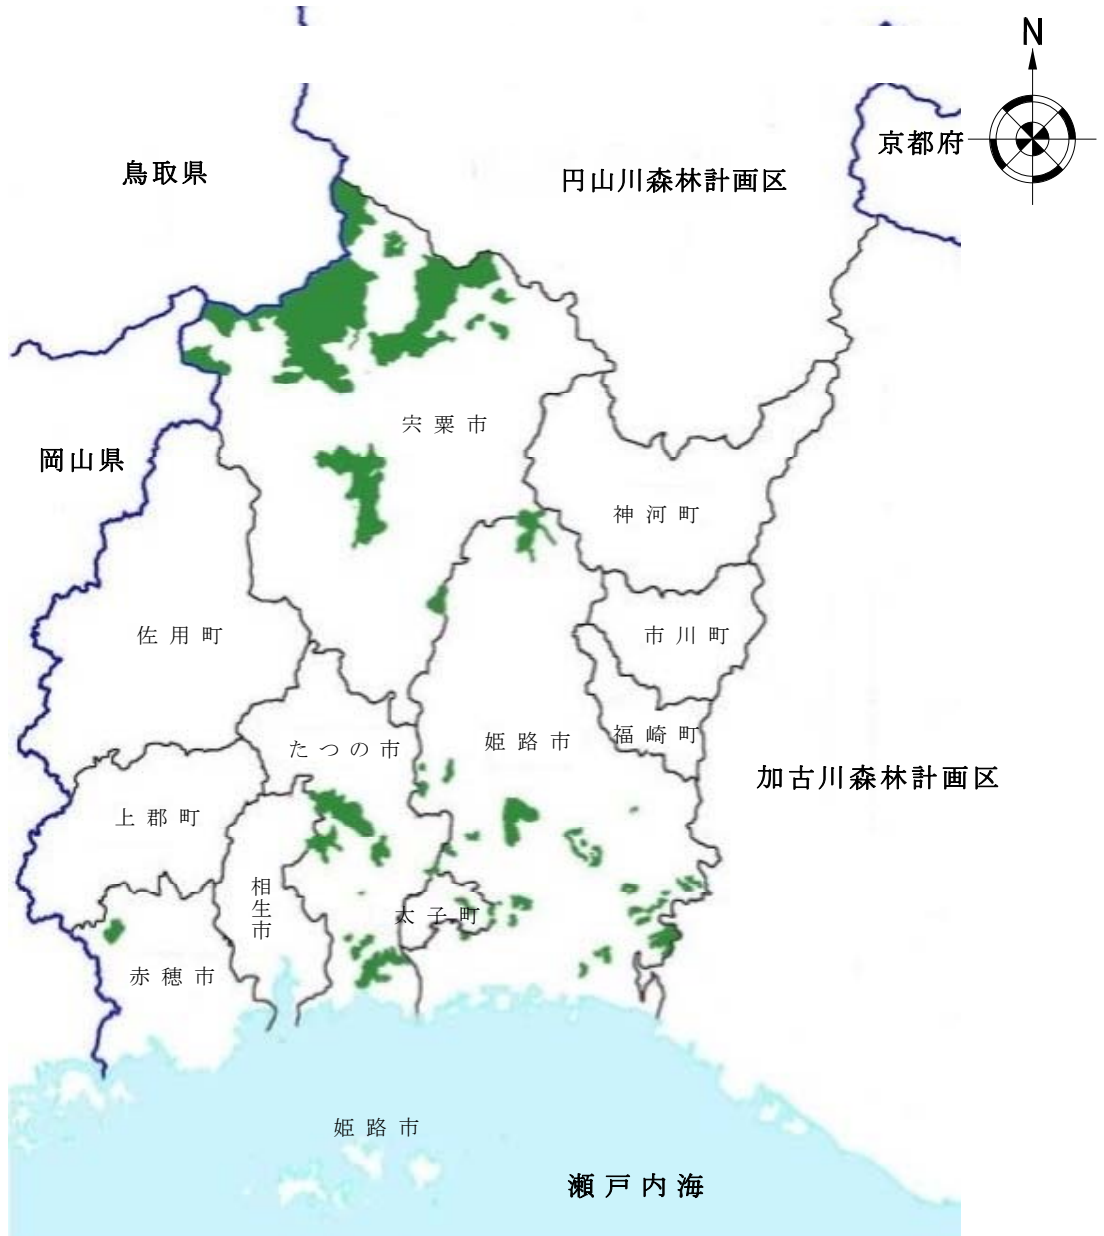 N
京都府
鳥取県
円山川森林計画区
宍粟市
岡山県
神河町
佐用町
市川町
福崎町
姫路市
たつの市
加古川森林計画区
上郡町
相生市
太子町
赤穂市
姫路市
瀬戸内海